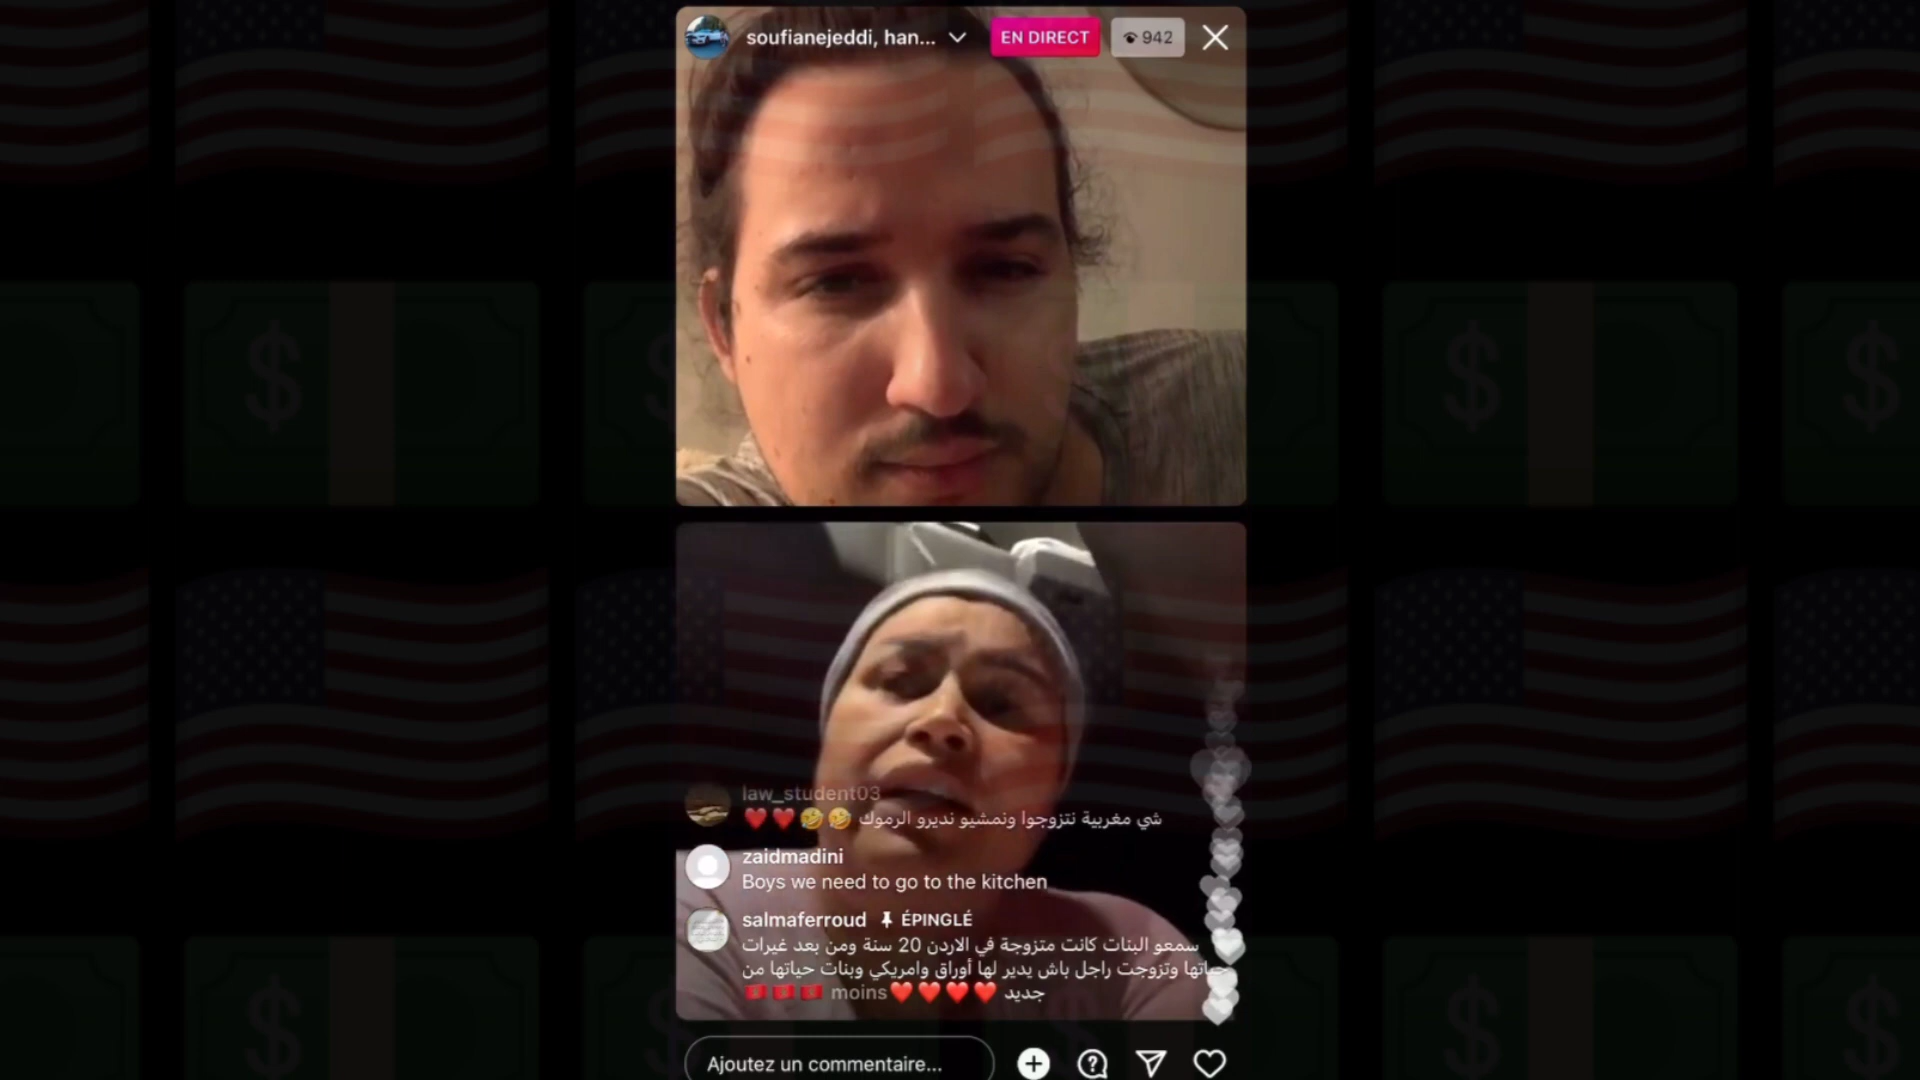 soufianejeddi, han...
EN DIRECT
942
law_student03
شي مغربية نتزوجوا ونمشيو نديرو الرموك 🤣🤣❤️❤️
zaidmadini
Boys we need to go to the kitchen
salmaferroud ÉPINGLÉ
سمعو البنات كانت متزوجة في الاردن 20 سنة ومن بعد غيرات
حياتها وتزوجت راجل باش يدير لها أوراق وامريكي وبنات حياتها من
جديد ❤️❤️❤️❤️ moins 🇲🇦🇲🇦🇲🇦
Ajoutez un commentaire...